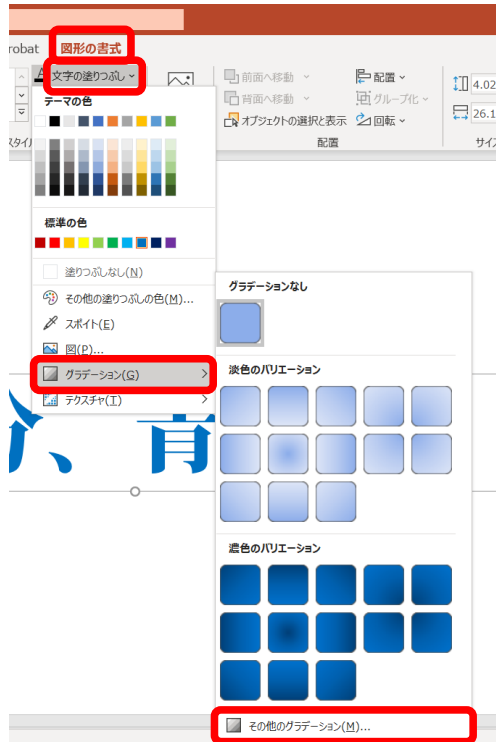 robat 図形の書式
文字の塗りつぶし
前面へ移動
配置
背面へ移動
グループ化
オブジェクトの選択と表示
回転
4.02
26.1
スタイ
配置
サイズ
テーマの色
標準の色
塗りつぶしなし(N)
その他の塗りつぶしの色(M)...
スポイト(E)
図(P)...
グラデーション(G)
テクスチャ(T)
グラデーションなし
淡色のバリエーション
濃色のバリエーション
その他のグラデーション(M)...
、青